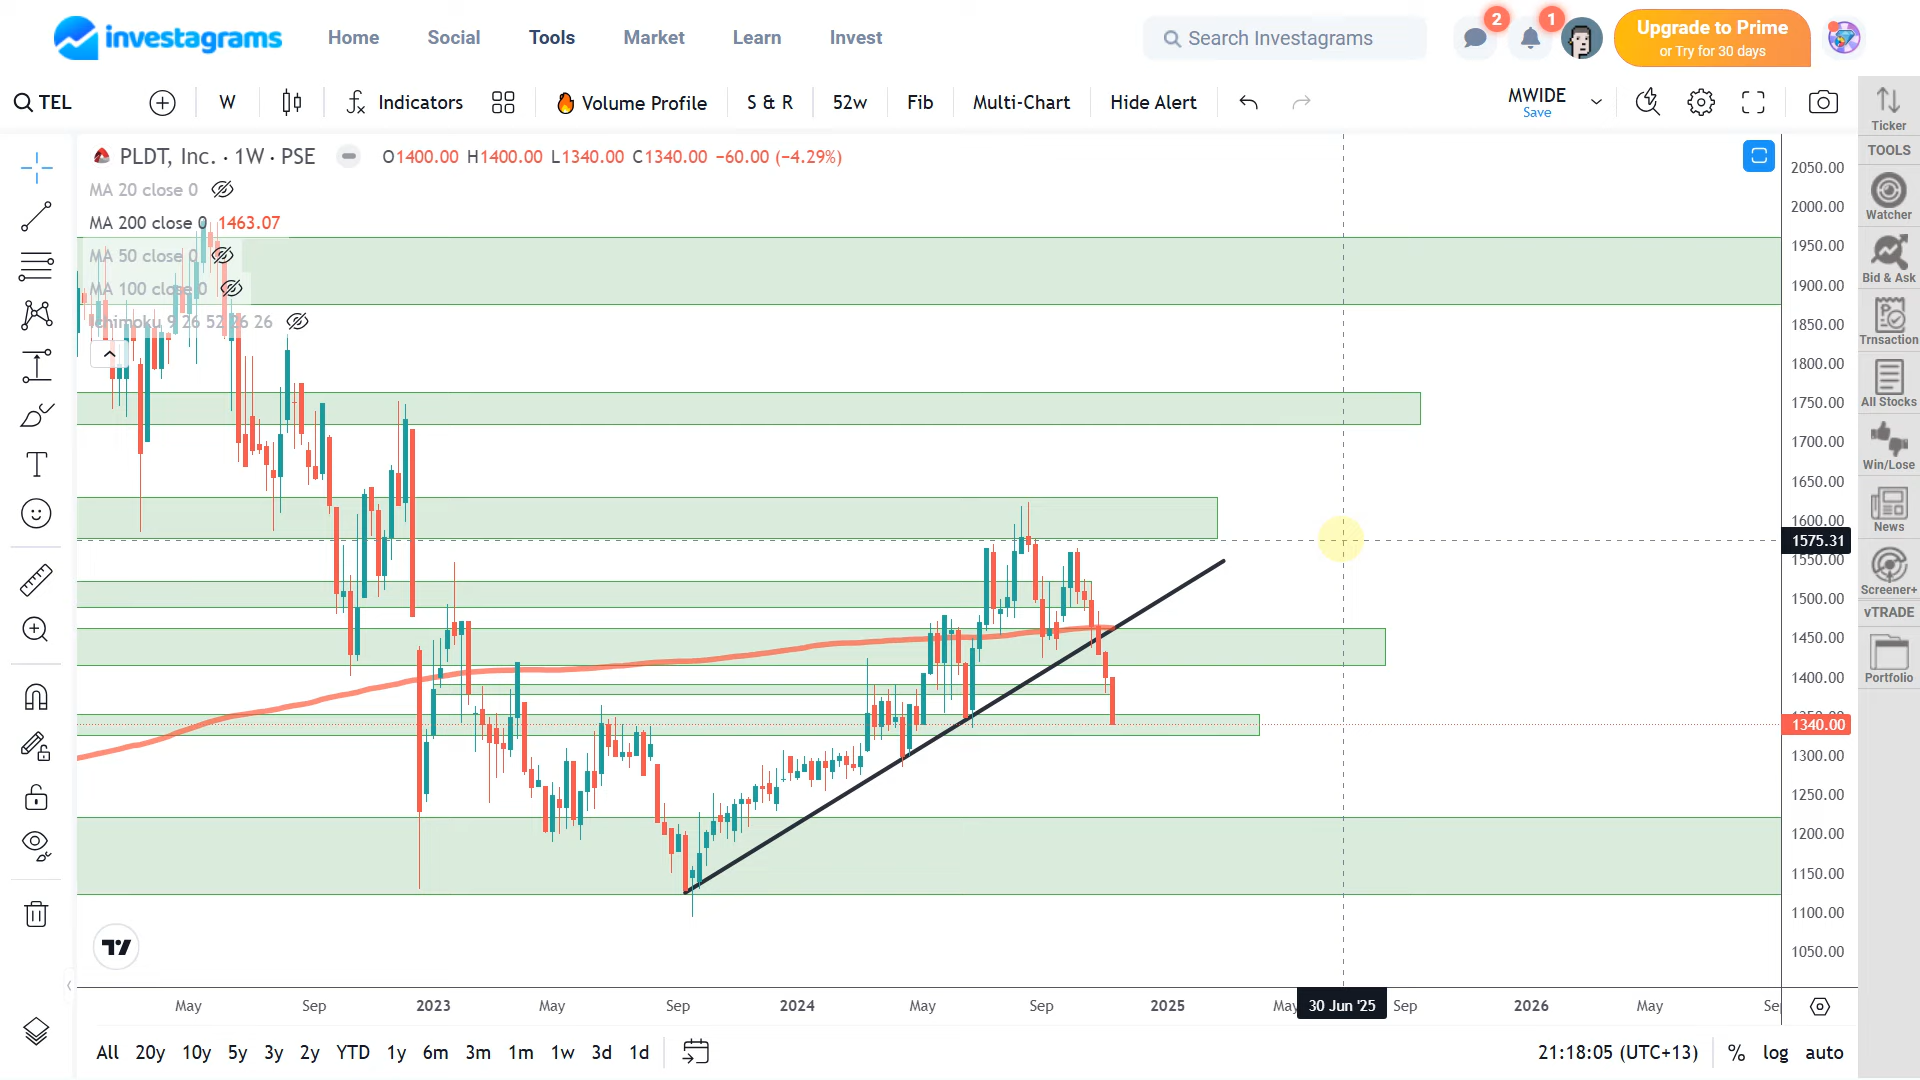 investagrams Home Social Tools Market Learn Invest Search Investagrams 2 1 Upgrade to Prime
or Try for 30 days
TEL W Indicators Volume Profile S & R 52w Fib Multi-Chart Hide Alert MWIDE
Save
PLDT, Inc. · 1W · PSE O1400.00 H1400.00 L1340.00 C1340.00 −60.00 (−4.29%)
MA 20 close 0
MA 200 close 0 1463.07
MA 50 close 0
MA 100 close 0
Ichimoku 9 26 52 26 26
2050.00
2000.00
1950.00
1900.00
1850.00
1800.00
1750.00
1700.00
1650.00
1600.00
1575.31
1550.00
1500.00
1450.00
1400.00
1340.00
1300.00
1250.00
1200.00
1150.00
1100.00
1050.00
Ticker
TOOLS
Watcher
Bid & Ask
Trnsaction
All Stocks
Win/Lose
News
Screener+
vTRADE
Portfolio
May Sep 2023 May Sep 2024 May Sep 2025 May 30 Jun '25 Sep 2026 May Se
All 20y 10y 5y 3y 2y YTD 1y 6m 3m 1m 1w 3d 1d 21:18:05 (UTC+13) % log auto